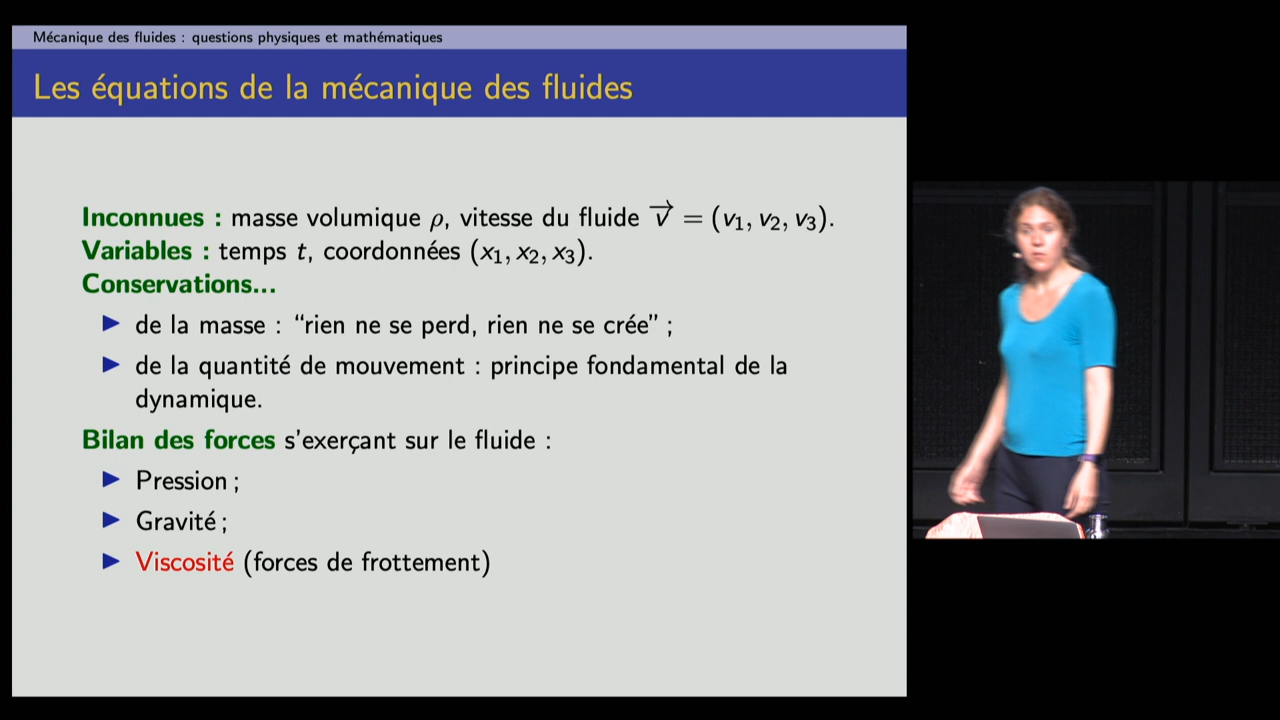 Mécanique des fluides : questions physiques et mathématiques
Les équations de la mécanique des fluides
Inconnues : masse volumique ρ, vitesse du fluide v⃗ = (v₁, v₂, v₃).
Variables : temps t, coordonnées (x₁, x₂, x₃).
Conservations...
▶ de la masse : “rien ne se perd, rien ne se crée” ;
▶ de la quantité de mouvement : principe fondamental de la
dynamique.
Bilan des forces s'exerçant sur le fluide :
▶ Pression ;
▶ Gravité ;
▶ Viscosité (forces de frottement)